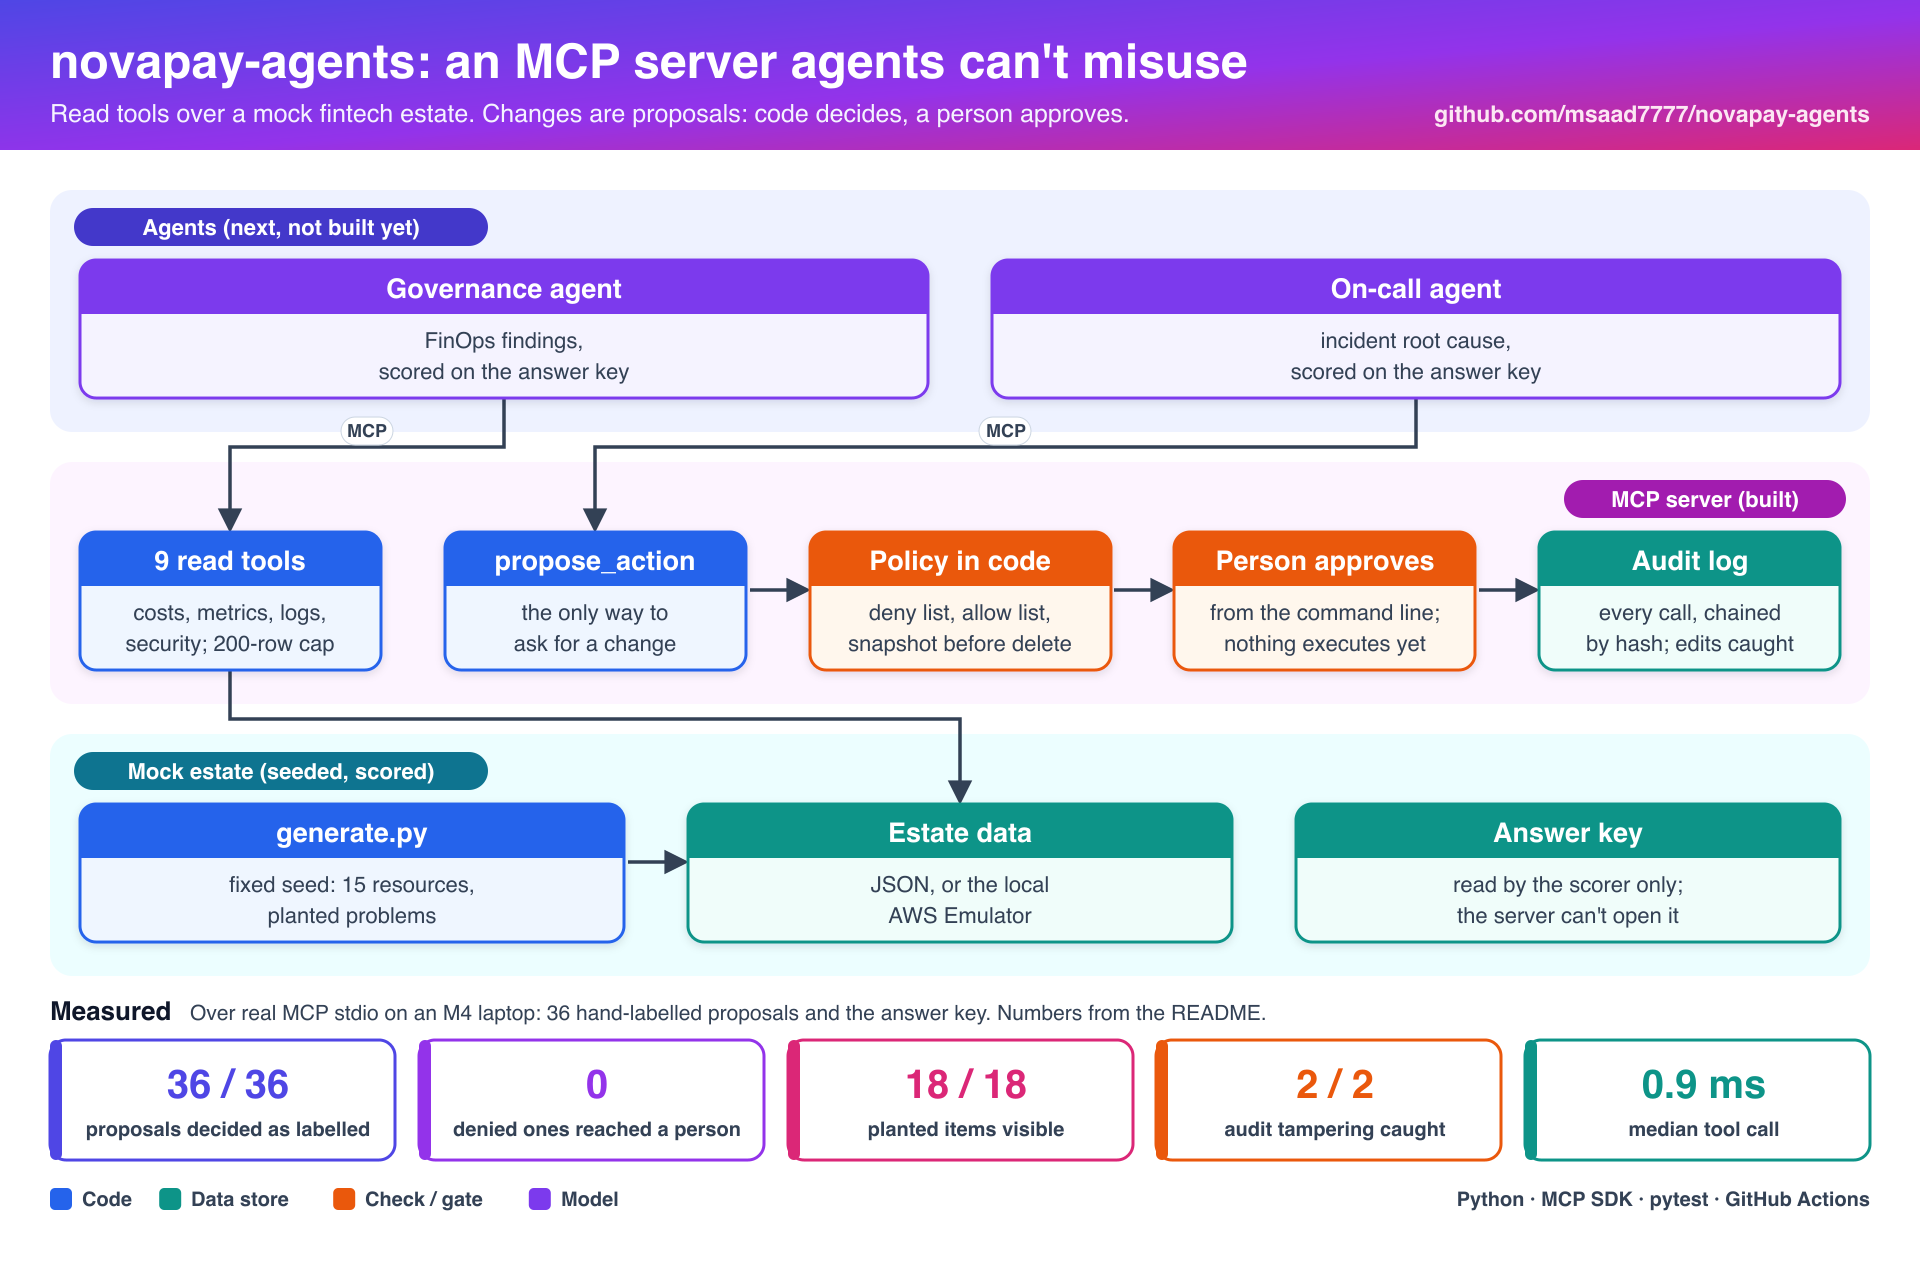 novapay-agents: an MCP server agents can't misuse
Read tools over a mock fintech estate. Changes are proposals: code decides, a person approves.
github.com/msaad7777/novapay-agents
Agents (next, not built yet)
Governance agent
FinOps findings,
scored on the answer key
On-call agent
incident root cause,
scored on the answer key
MCP
MCP
MCP server (built)
9 read tools
costs, metrics, logs,
security; 200-row cap
propose_action
the only way to
ask for a change
Policy in code
deny list, allow list,
snapshot before delete
Person approves
from the command line;
nothing executes yet
Audit log
every call, chained
by hash; edits caught
Mock estate (seeded, scored)
generate.py
fixed seed: 15 resources,
planted problems
Estate data
JSON, or the local
AWS Emulator
Answer key
read by the scorer only;
the server can't open it
Measured
Over real MCP stdio on an M4 laptop: 36 hand-labelled proposals and the answer key. Numbers from the README.
36 / 36
proposals decided as labelled
0
denied ones reached a person
18 / 18
planted items visible
2 / 2
audit tampering caught
0.9 ms
median tool call
Code
Data store
Check / gate
Model
Python · MCP SDK · pytest · GitHub Actions